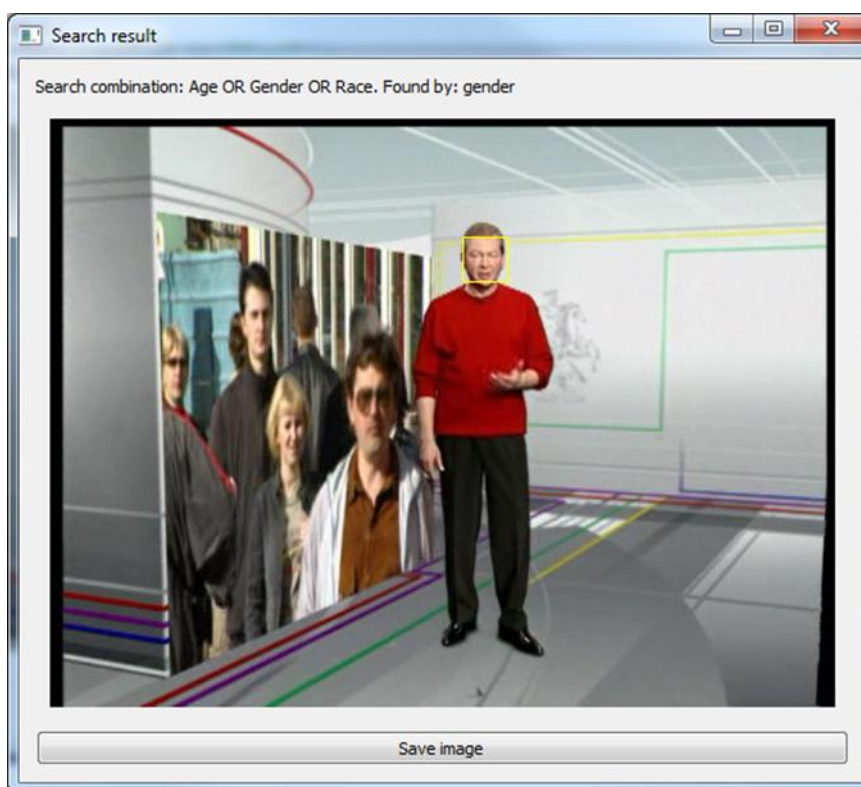 Search result
Search combination: Age OR Gender OR Race. Found by: gender
Save image